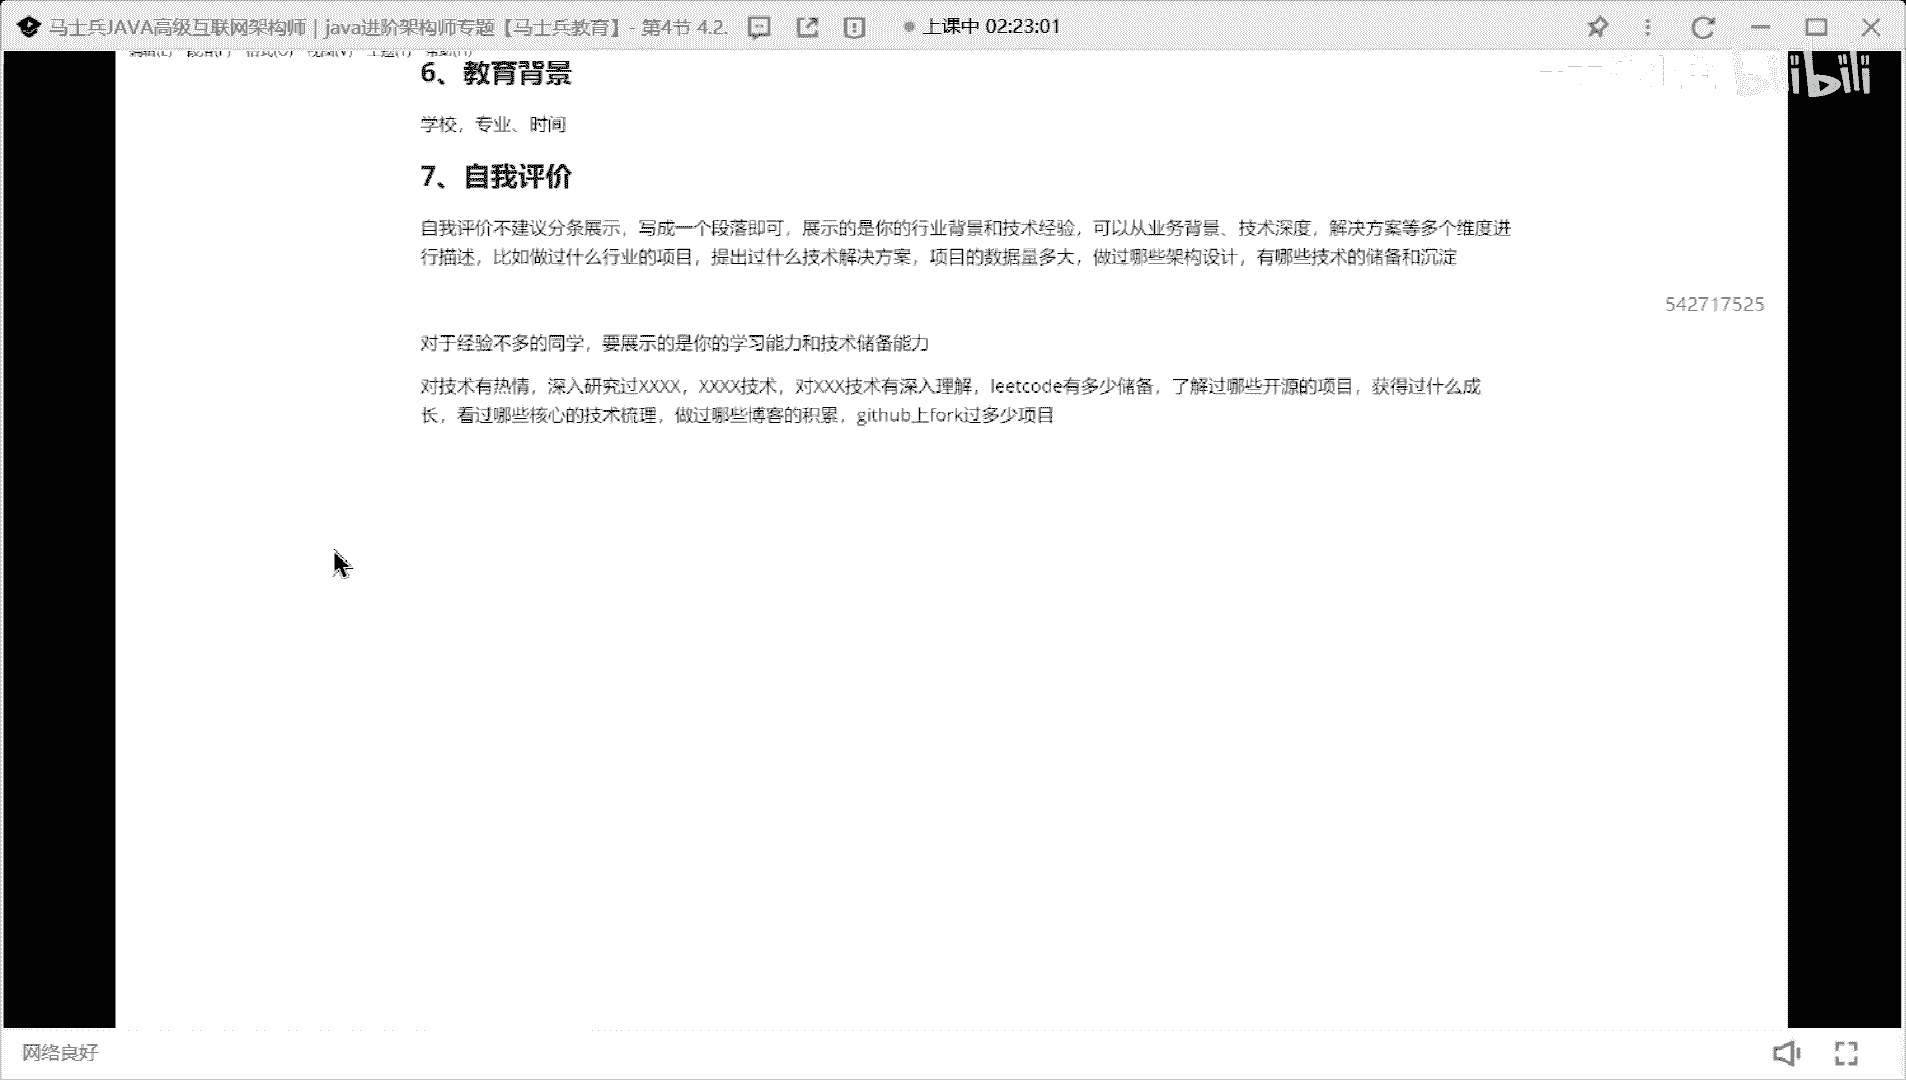 马士兵JAVA高级互联网架构师 | java进阶架构师专题【马士兵教育】- 第4节 4.2.
上课中 02:23:01
bilibili
6、教育背景
学校，专业、时间
7、自我评价
自我评价不建议分条展示，写成一个段落即可，展示的是你的行业背景和技术经验，可以从业务背景、技术深度，解决方案等多个维度进
行描述，比如做过什么行业的项目，提出过什么技术解决方案，项目的数据量多大，做过哪些架构设计，有哪些技术的储备和沉淀
542717525
对于经验不多的同学，要展示的是你的学习能力和技术储备能力
对技术有热情，深入研究过XXXX，XXXX技术，对XXX技术有深入理解，leetcode有多少储备，了解过哪些开源的项目，获得过什么成
长，看过哪些核心的技术梳理，做过哪些博客的积累，github上fork过多少项目
网络良好